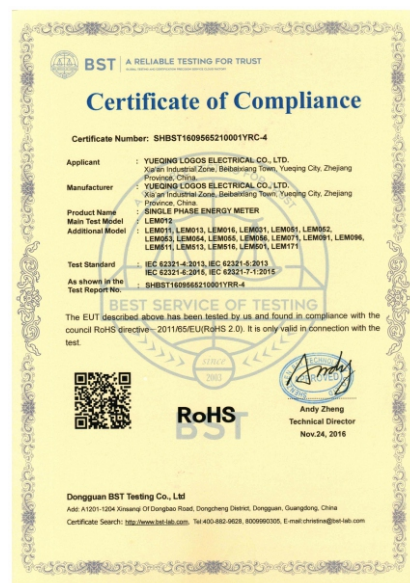 BST
A RELIABLE TESTING FOR TRUST
Certificate of Compliance
Certificate Number: SHBST1609565210001YRC-4
Applicant : YUEQING LOGOS ELECTRICAL CO., LTD.
Xia'an Industrial Zone, Beibaixiang Town, Yueqing City, Zhejiang
Province, China.
Manufacturer : YUEQING LOGOS ELECTRICAL CO., LTD.
Xia'an Industrial Zone, Beibaixiang Town, Yueqing City, Zhejiang
Province, China.
Product Name : SINGLE PHASE ENERGY METER
Main Test Model : LEM012
Additional Model : LEM011, LEM013, LEM016, LEM031, LEM051, LEM052,
LEM053, LEM054, LEM055, LEM056, LEM071, LEM091, LEM096,
LEM511, LEM513, LEM516, LEM501, LEM171
Test Standard : IEC 62321-4:2013, IEC 62321-5:2013
IEC 62321-6:2015, IEC 62321-7-1:2015
As shown in the
Test Report No. : SHBST1609565210001YRR-4
BEST SERVICE OF TESTING
The EUT described above has been tested by us and found in compliance with the
council RoHS directive—2011/65/EU(RoHS 2.0). It is only valid in connection with the
test.
since
2003
Andy
APPROVED
RoHS
BST
Andy Zheng
Technical Director
Nov.24, 2016
Dongguan BST Testing Co., Ltd
Add: A1201-1204 Xinsanqi Of Dongbao Road, Dongcheng District, Dongguan, Guangdong, China
Certificate Search: http://www.bst-lab.com, Tel:400-882-9628, 8009990305, E-mail:christina@bst-lab.com